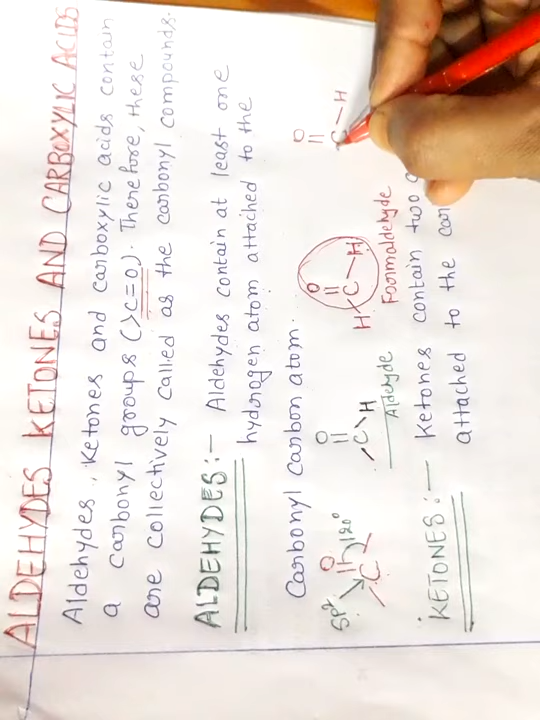 ALDEHYDES KETONES AND CARBOXYLIC ACIDS
Aldehydes, Ketones and carboxylic acids contain
a carbonyl groups (>C=O). Therefore, these
are collectively called as the carbonyl compounds.
ALDEHYDES:- Aldehydes contain at least one
hydrogen atom attached to the
Carbonyl carbon atom.
SP² O C 120°
O C H
Aldehyde
O H C H
Formaldehyde
O C H
KETONES:- Ketones contain two
attached to the